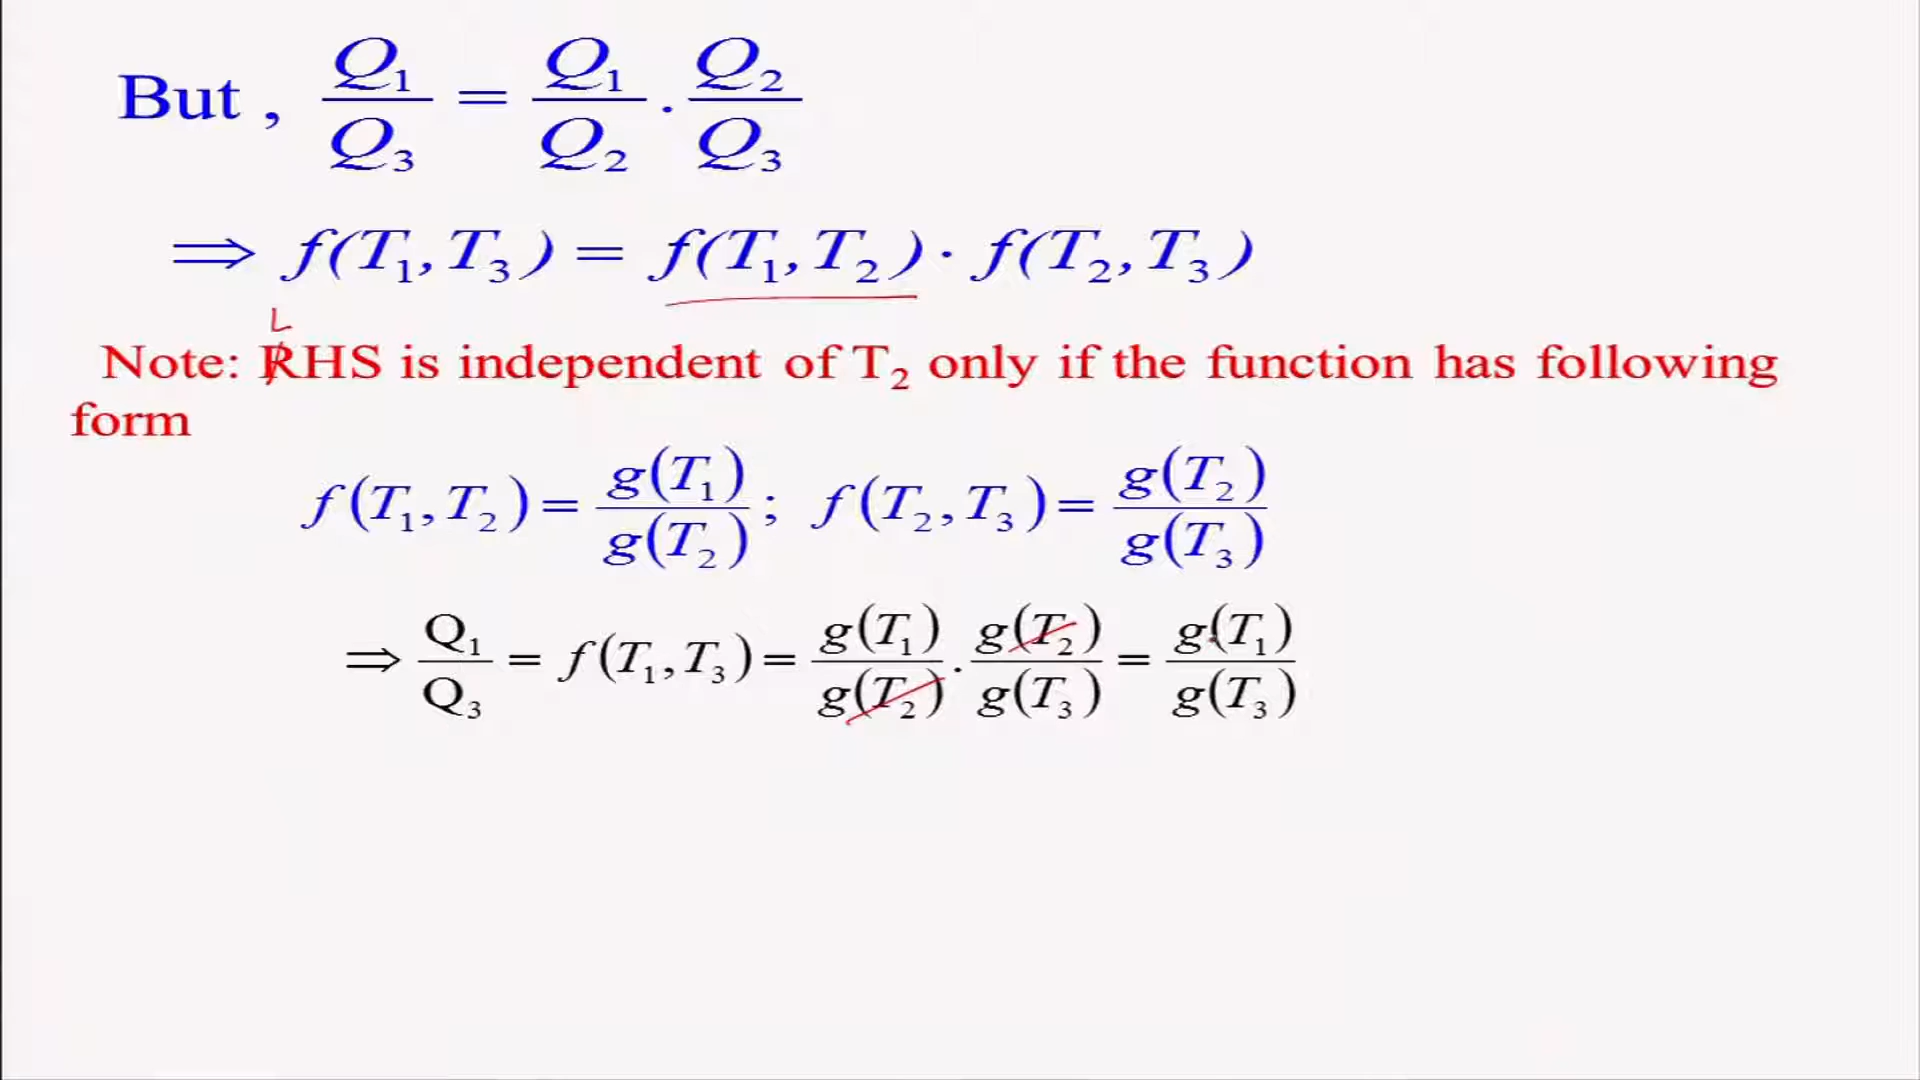 But , Q₁/Q₃ = Q₁/Q₂ . Q₂/Q₃
⇒ f(T₁,T₃) = f(T₁,T₂) · f(T₂,T₃)
L
Note: RHS is independent of T₂ only if the function has following
form
f(T₁,T₂) = g(T₁)/g(T₂) ; f(T₂,T₃) = g(T₂)/g(T₃)
⇒ Q₁/Q₃ = f(T₁,T₃) = g(T₁)/g(T₂) . g(T₂)/g(T₃) = g(T₁)/g(T₃)